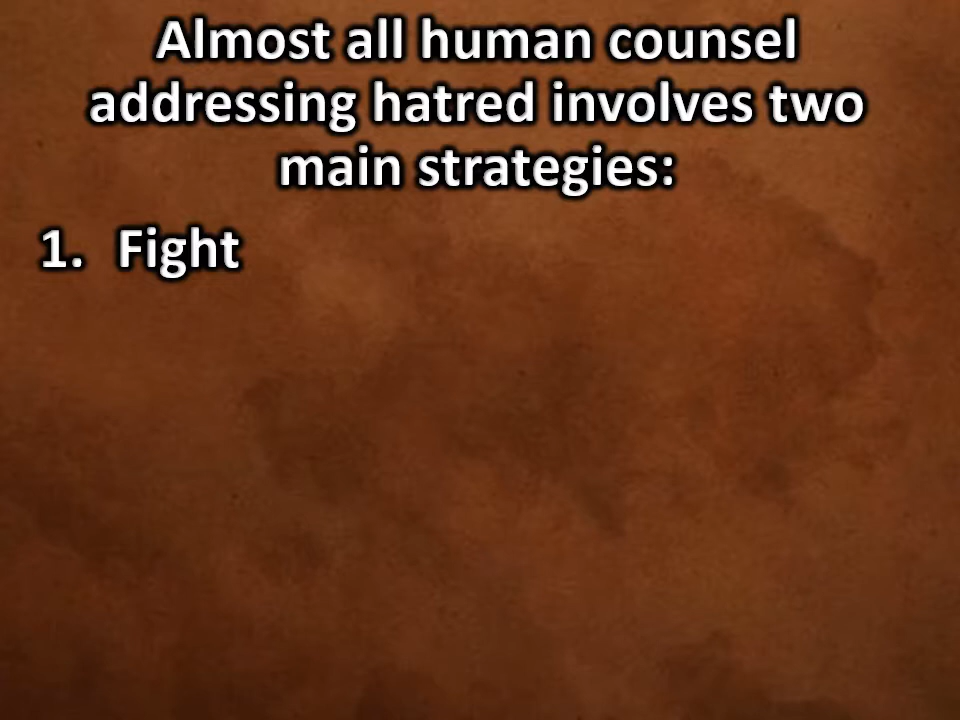 Almost all human counsel
addressing hatred involves two
main strategies:
1. Fight